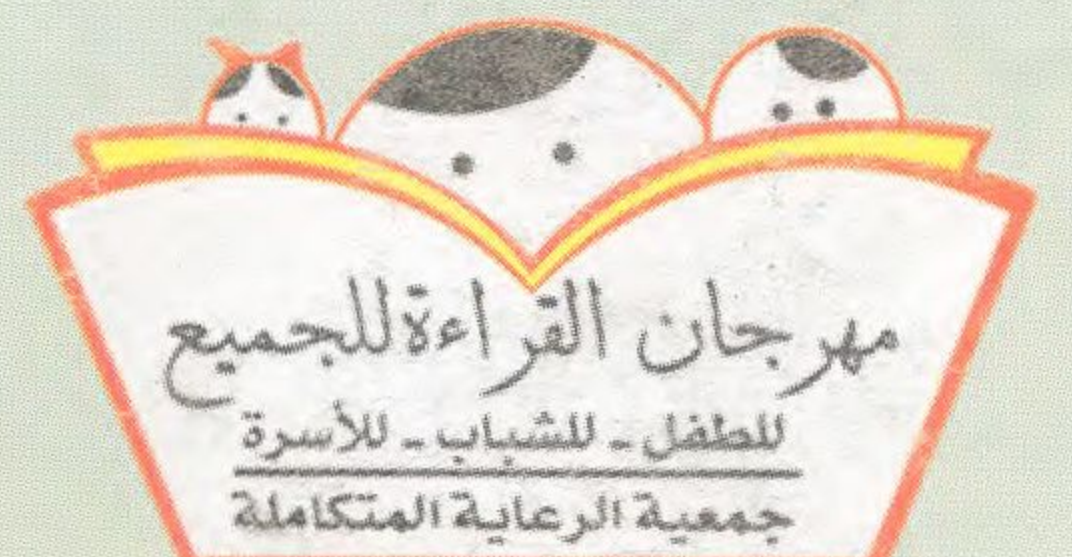 مهرجان القراءة للجميع
للطفل - للشباب - للأسرة
جمعية الرعاية المتكاملة